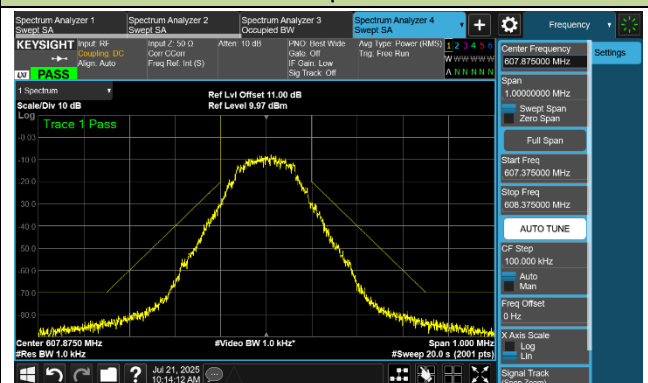 Spectrum Analyzer 1
Swept SA
Spectrum Analyzer 2
Swept SA
Spectrum Analyzer 3
Occupied BW
Spectrum Analyzer 4
Swept SA
+
Frequency
KEYSIGHT
Input: RF
Coupling: DC
Align: Auto
Input Z: 50 Ω
Corr CCorr
Freq Ref: Int (S)
Atten: 10 dB
PNO: Best Wide
Gate: Off
IF Gain: Low
Sig Track: Off
Avg Type: Power (RMS)
Trig: Free Run
1 2 3 4 5 6
W W W W W W
A N N N N N
LXI
PASS
1 Spectrum
Scale/Div 10 dB
Ref Lvl Offset 11.00 dB
Ref Level 9.97 dBm
Log
Trace 1 Pass
-0.03
-10.0
-20.0
-30.0
-40.0
-50.0
-60.0
-70.0
-80.0
Center 607.8750 MHz
#Res BW 1.0 kHz
#Video BW 1.0 kHz*
Span 1.000 MHz
#Sweep 20.0 s (2001 pts)
Jul 21, 2025
10:14:12 AM
?
Center Frequency
607.875000 MHz
Settings
Span
1.00000000 MHz
Swept Span
Zero Span
Full Span
Start Freq
607.375000 MHz
Stop Freq
608.375000 MHz
AUTO TUNE
CF Step
100.000 kHz
Auto
Man
Freq Offset
0 Hz
X Axis Scale
Log
Lin
Signal Track
(Span Zoom)